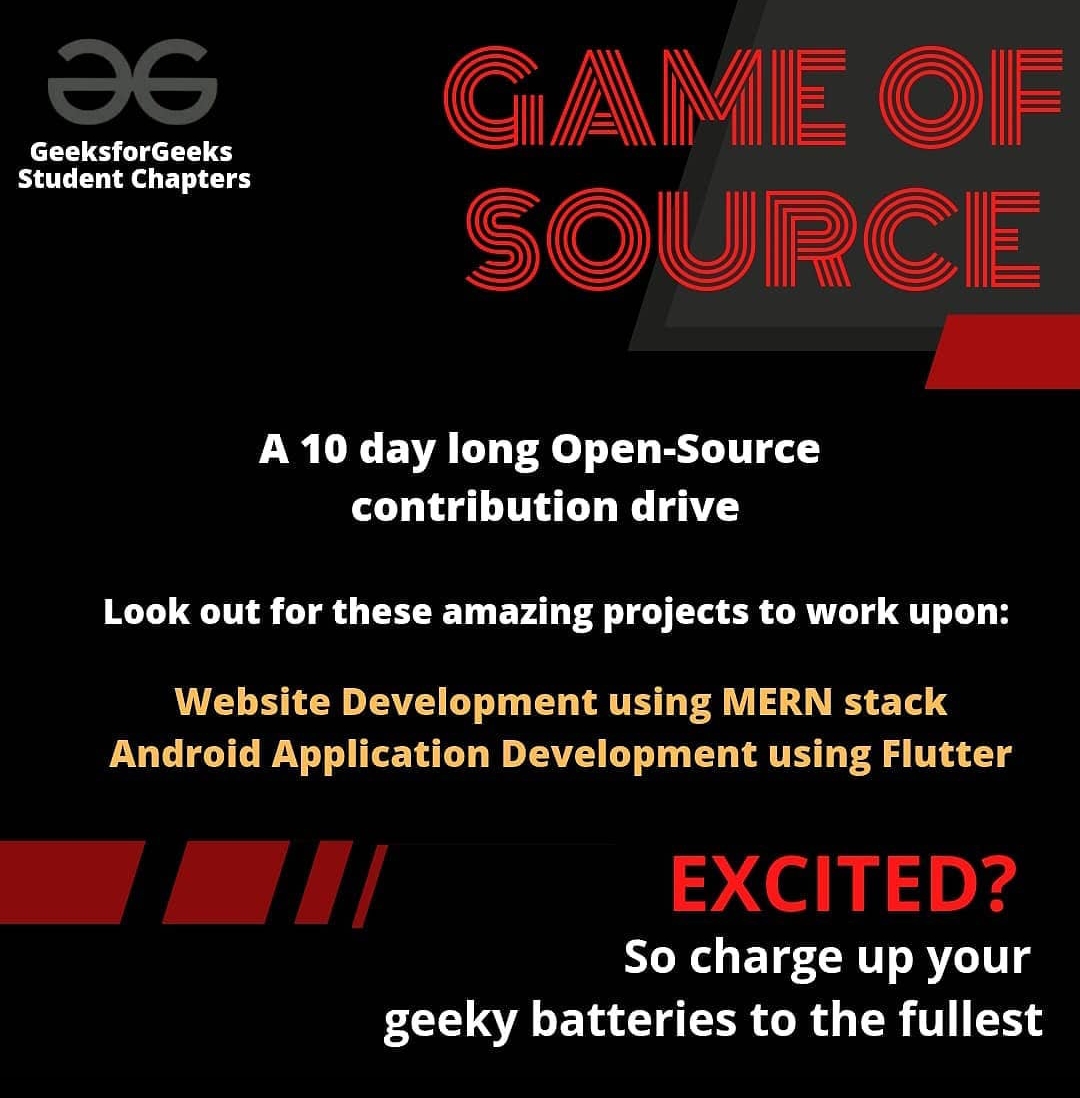 GeeksforGeeks
Student Chapters
GAME OF
SOURCE
A 10 day long Open-Source
contribution drive
Look out for these amazing projects to work upon:
Website Development using MERN stack
Android Application Development using Flutter
EXCITED?
So charge up your
geeky batteries to the fullest